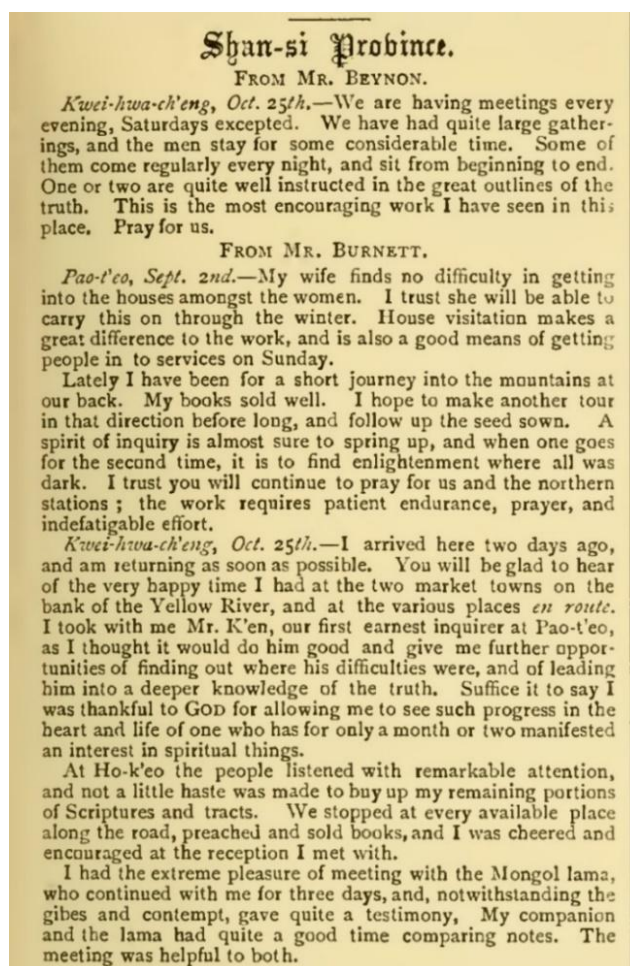 Shan-si Province.
FROM MR. BEYNON.
Kwei-hwa-ch'eng, Oct. 25th.—We are having meetings every
evening, Saturdays excepted. We have had quite large gather-
ings, and the men stay for some considerable time. Some of
them come regularly every night, and sit from beginning to end.
One or two are quite well instructed in the great outlines of the
truth. This is the most encouraging work I have seen in this
place. Pray for us.
FROM MR. BURNETT.
Pao-t'eo, Sept. 2nd.—My wife finds no difficulty in getting
into the houses amongst the women. I trust she will be able to
carry this on through the winter. House visitation makes a
great difference to the work, and is also a good means of getting
people in to services on Sunday.
Lately I have been for a short journey into the mountains at
our back. My books sold well. I hope to make another tour
in that direction before long, and follow up the seed sown. A
spirit of inquiry is almost sure to spring up, and when one goes
for the second time, it is to find enlightenment where all was
dark. I trust you will continue to pray for us and the northern
stations ; the work requires patient endurance, prayer, and
indefatigable effort.
Kwei-hwa-ch'eng, Oct. 25th.—I arrived here two days ago,
and am returning as soon as possible. You will be glad to hear
of the very happy time I had at the two market towns on the
bank of the Yellow River, and at the various places en route.
I took with me Mr. K'en, our first earnest inquirer at Pao-t'eo,
as I thought it would do him good and give me further oppor-
tunities of finding out where his difficulties were, and of leading
him into a deeper knowledge of the truth. Suffice it to say I
was thankful to GOD for allowing me to see such progress in the
heart and life of one who has for only a month or two manifested
an interest in spiritual things.
At Ho-k'eo the people listened with remarkable attention,
and not a little haste was made to buy up my remaining portions
of Scriptures and tracts. We stopped at every available place
along the road, preached and sold books, and I was cheered and
encouraged at the reception I met with.
I had the extreme pleasure of meeting with the Mongol lama,
who continued with me for three days, and, notwithstanding the
gibes and contempt, gave quite a testimony, My companion
and the lama had quite a good time comparing notes. The
meeting was helpful to both.